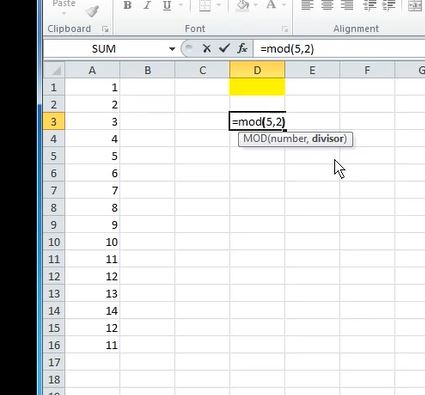 Paste
B I U A
Clipboard Font Alignment
SUM fx =mod(5,2)
A B C D E F G
1 1
2 2
3 3 =mod(5,2)
4 4 MOD(number, divisor)
5 5
6 6
7 7
8 8
9 9
10 10
11 11
12 12
13 13
14 14
15 12
16 11
17
18